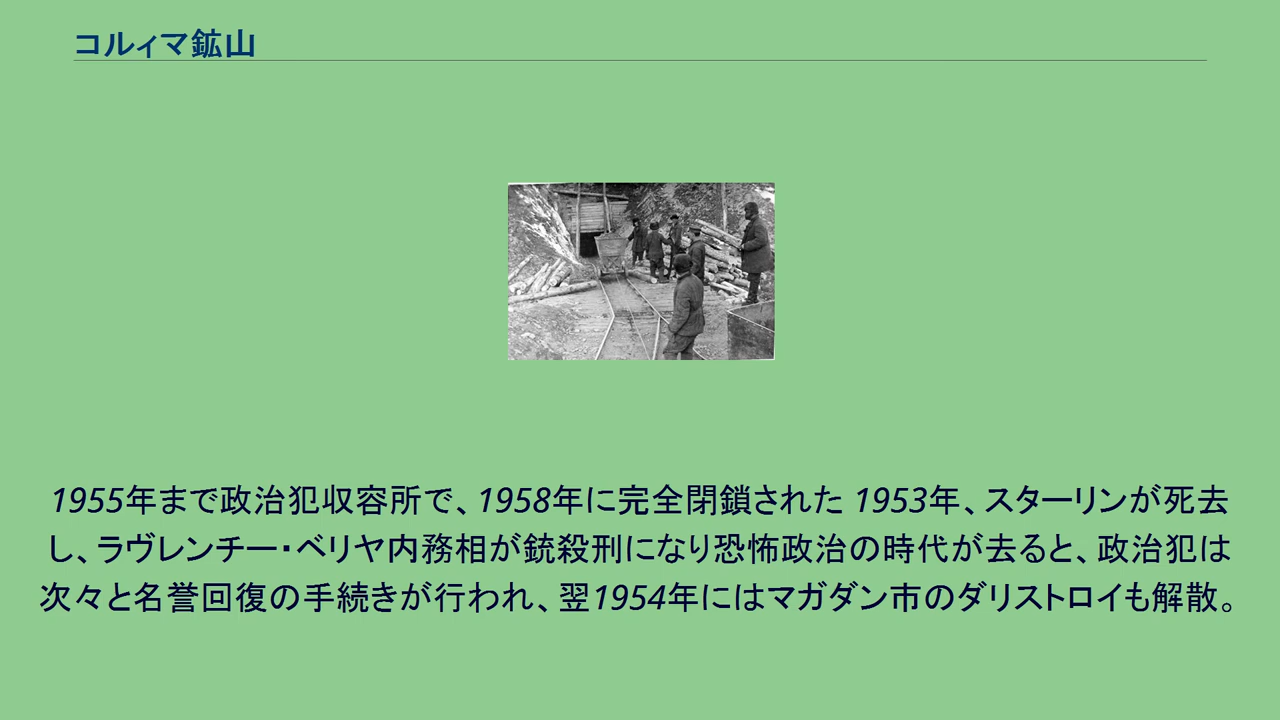 コルィマ鉱山
1955年まで政治犯収容所で、1958年に完全閉鎖された 1953年、スターリンが死去
し、ラヴレンチー・ベリヤ内務相が銃殺刑になり恐怖政治の時代が去ると、政治犯は
次々と名誉回復の手続きが行われ、翌1954年にはマガダン市のダリストロイも解散。